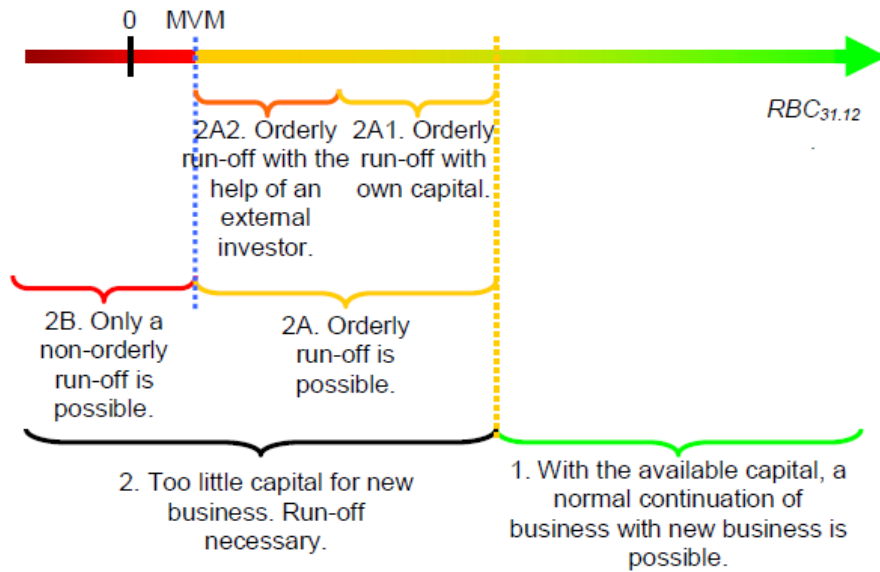 0 MVM
RBC31.12
.
2A2. Orderly
run-off with the
help of an
external
investor.
2A1. Orderly
run-off with
own capital.
2B. Only a
non-orderly
run-off is
possible.
2A. Orderly
run-off is
possible.
2. Too little capital for new
business. Run-off
necessary.
1. With the available capital, a
normal continuation of
business with new business is
possible.